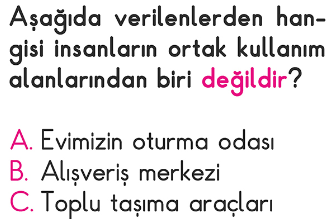 Aşağıda verilenlerden han-
gisi insanların ortak kullanım
alanlarından biri değildir?
A. Evimizin oturma odası
B. Alışveriş merkezi
C. Toplu taşıma araçları